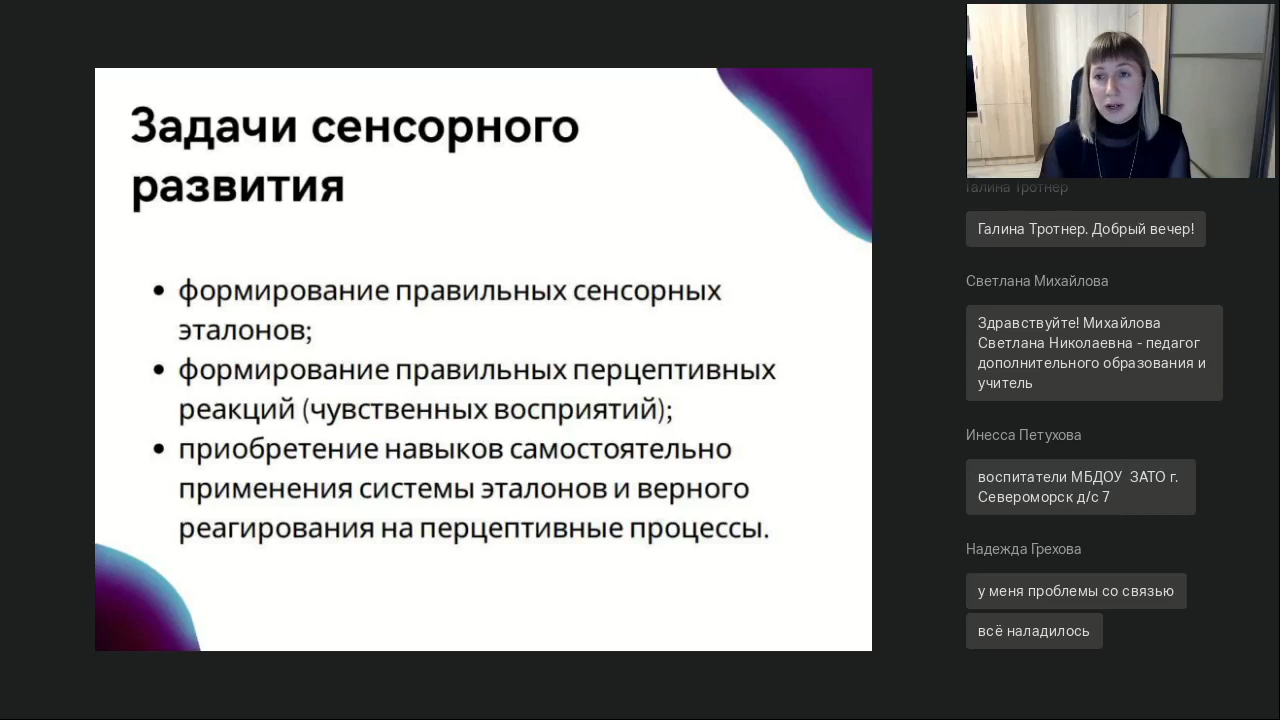 Задачи сенсорного
развития
• формирование правильных сенсорных
эталонов;
• формирование правильных перцептивных
реакций (чувственных восприятий);
• приобретение навыков самостоятельно
применения системы эталонов и верного
реагирования на перцептивные процессы.
Галина Тротнер
Галина Тротнер. Добрый вечер!
Светлана Михайлова
Здравствуйте! Михайлова
Светлана Николаевна - педагог
дополнительного образования и
учитель
Инесса Петухова
воспитатели МБДОУ ЗАТО г.
Североморск д/с 7
Надежда Грехова
у меня проблемы со связью
всё наладилось